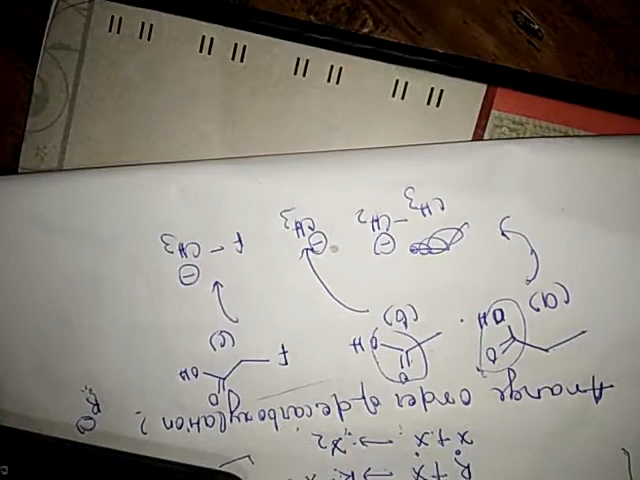 X + X: → X2
Arrange order of decarboxylation ?
R:
O
OH
O
OH
O
OH
F
(a)
(b)
(c)
CH2 - CH3
CH3
F - CH3